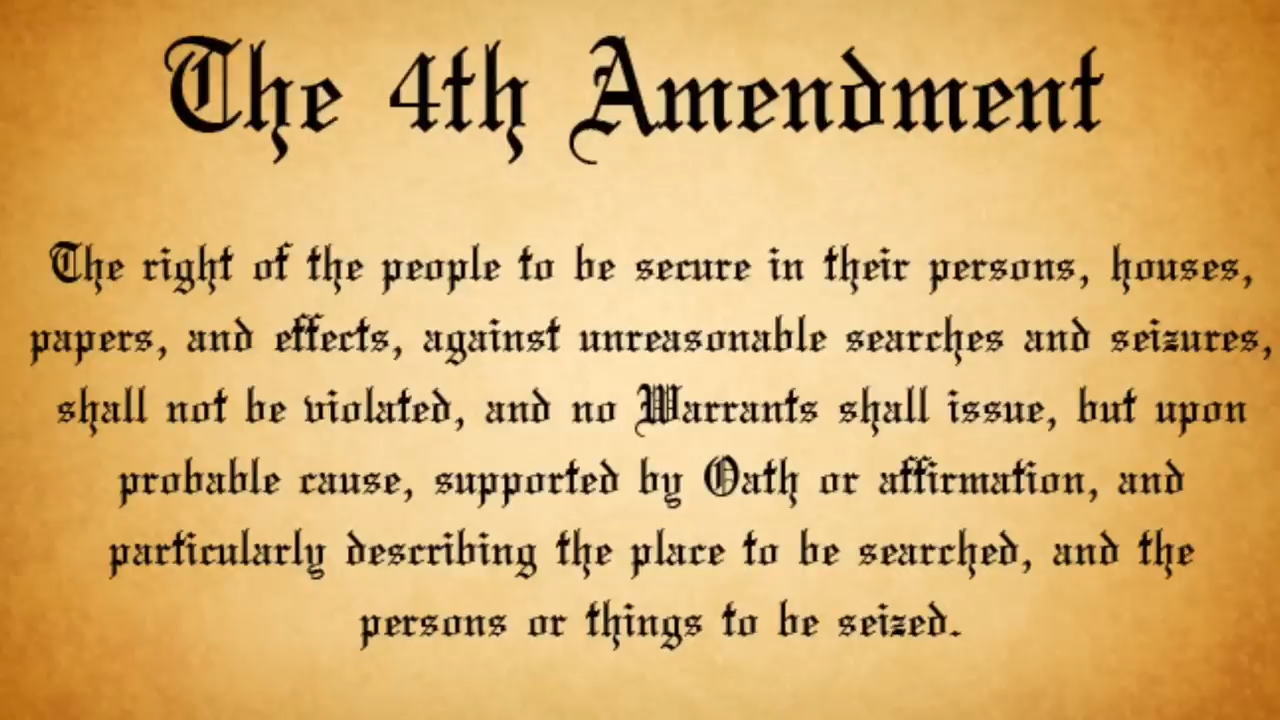 The 4th Amendment
The right of the people to be secure in their persons, houses,
papers, and effects, against unreasonable searches and seizures,
shall not be violated, and no Warrants shall issue, but upon
probable cause, supported by Oath or affirmation, and
particularly describing the place to be searched, and the
persons or things to be seized.